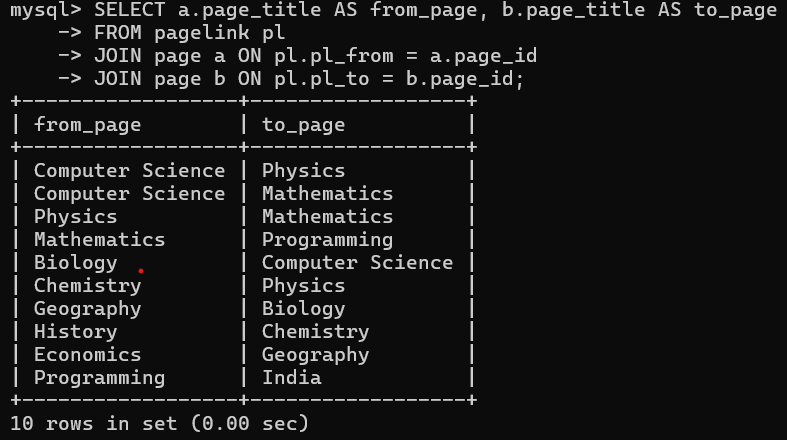 mysql> SELECT a.page_title AS from_page, b.page_title AS to_page
    -> FROM pagelink pl
    -> JOIN page a ON pl.pl_from = a.page_id
    -> JOIN page b ON pl.pl_to = b.page_id;
+------------------+------------------+
| from_page        | to_page          |
+------------------+------------------+
| Computer Science | Physics          |
| Computer Science | Mathematics      |
| Physics          | Mathematics      |
| Mathematics      | Programming      |
| Biology          | Computer Science |
| Chemistry        | Physics          |
| Geography        | Biology          |
| History          | Chemistry        |
| Economics        | Geography        |
| Programming      | India            |
+------------------+------------------+
10 rows in set (0.00 sec)